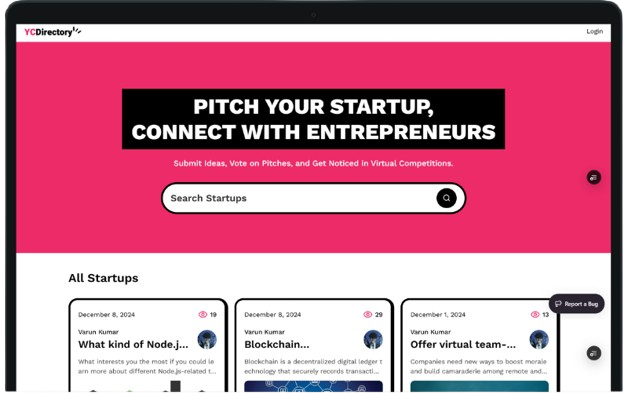 YCDirectory
Login
PITCH YOUR STARTUP,
CONNECT WITH ENTREPRENEURS
Submit Ideas, Vote on Pitches, and Get Noticed in Virtual Competitions.
Search Startups
All Startups
Report a Bug
December 8, 2024 19
Varun Kumar
What kind of Node.j...
What interests you the most if you could le
arn more about different Node.js-related t...
December 8, 2024 29
Varun Kumar
Blockchain...
Blockchain is a decentralized digital ledger t
echnology that securely records transacti...
December 1, 2024 13
Varun Kumar
Offer virtual team-...
Companies need new ways to boost morale
and build camaraderie among remote and...